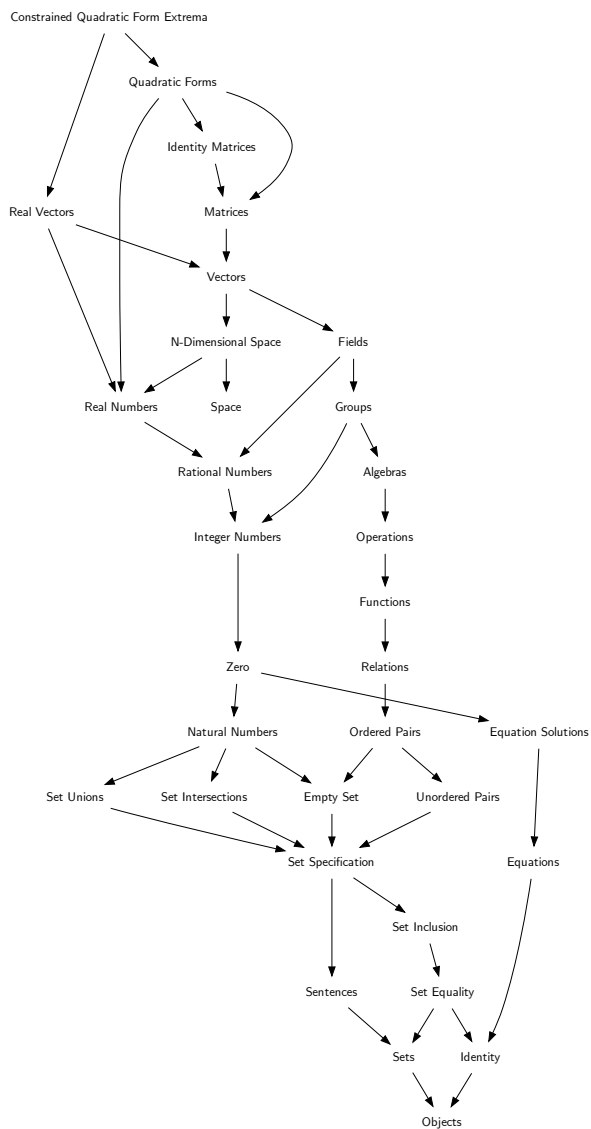 Constrained Quadratic Form Extrema
Quadratic Forms
Identity Matrices
Real Vectors
Matrices
Vectors
N-Dimensional Space
Fields
Real Numbers
Space
Groups
Rational Numbers
Algebras
Integer Numbers
Operations
Functions
Zero
Relations
Natural Numbers
Ordered Pairs
Equation Solutions
Set Unions
Set Intersections
Empty Set
Unordered Pairs
Set Specification
Equations
Set Inclusion
Sentences
Set Equality
Sets
Identity
Objects